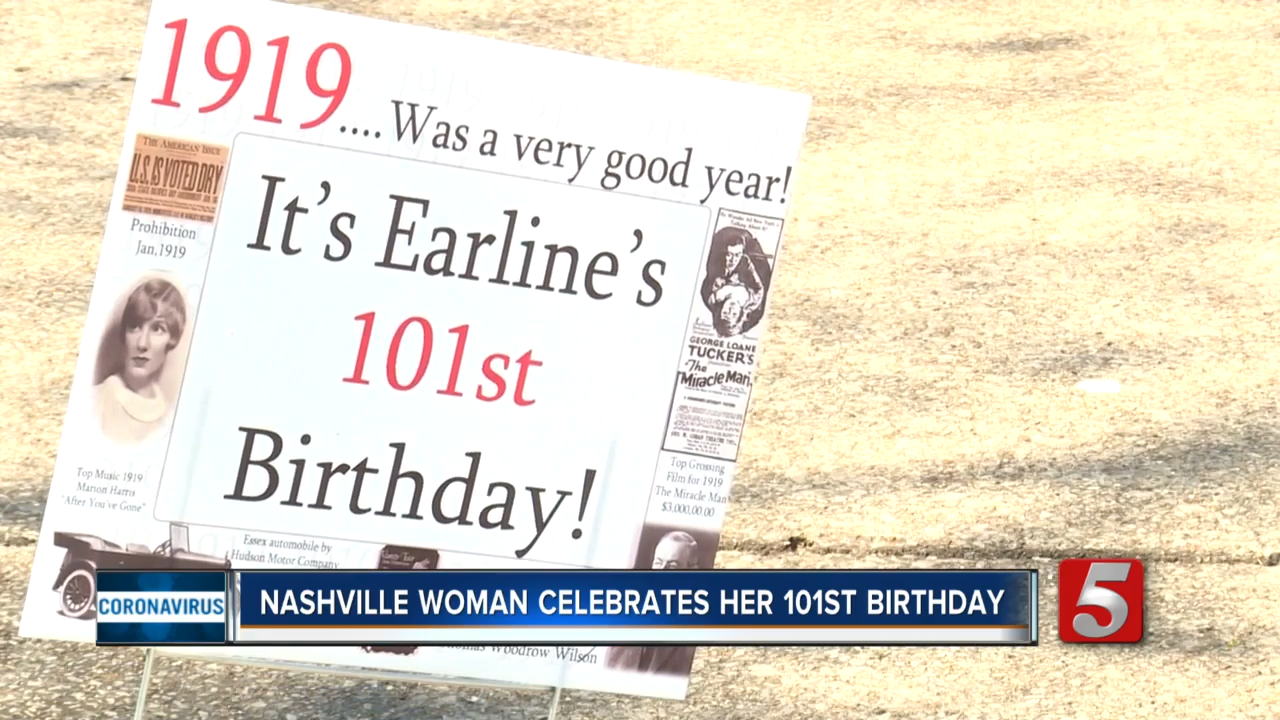 1919.... Was a very good year!
THE AMERICAN ISSUE
U.S. IS VOTED DRY
Prohibition
Jan,1919
It's Earline's
101st
Birthday!
GEORGE LOANE
TUCKER'S
"The
Miracle Man
Top Music 1919
Marion Harris
"After You've Gone"
Top Grossing
Film for 1919
The Miracle Man
$3,000,00.00
Essex automobile by
Hudson Motor Company
Thomas Woodrow Wilson
CORONAVIRUS
NASHVILLE WOMAN CELEBRATES HER 101ST BIRTHDAY
5